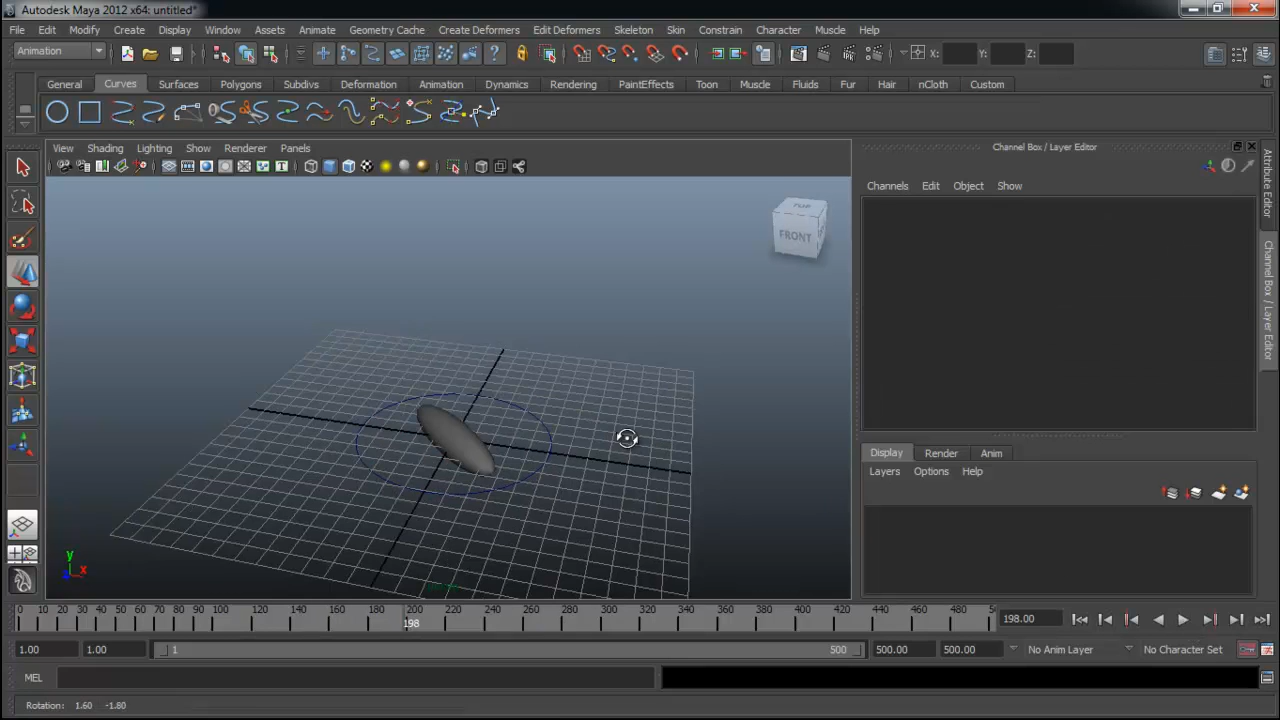 Autodesk Maya 2012 x64: untitled*
File Edit Modify Create Display Window Assets Animate Geometry Cache Create Deformers Edit Deformers Skeleton Skin Constrain Character Muscle Help
Animation X: Y: Z:
General Curves Surfaces Polygons Subdivs Deformation Animation Dynamics Rendering PaintEffects Toon Muscle Fluids Fur Hair nCloth Custom
View Shading Lighting Show Renderer Panels
Channel Box / Layer Editor
Channels Edit Object Show
Attribute Editor
Channel Box / Layer Editor
TOP
FRONT
Display Render Anim
Layers Options Help
y
z x
0 10 20 30 40 50 60 70 80 90 100 120 140 160 180 200 220 240 260 280 300 320 340 360 380 400 420 440 460 480
198
198.00
1.00 1.00 1 500 500.00 500.00 No Anim Layer No Character Set
MEL
Rotation: 1.60 -1.80